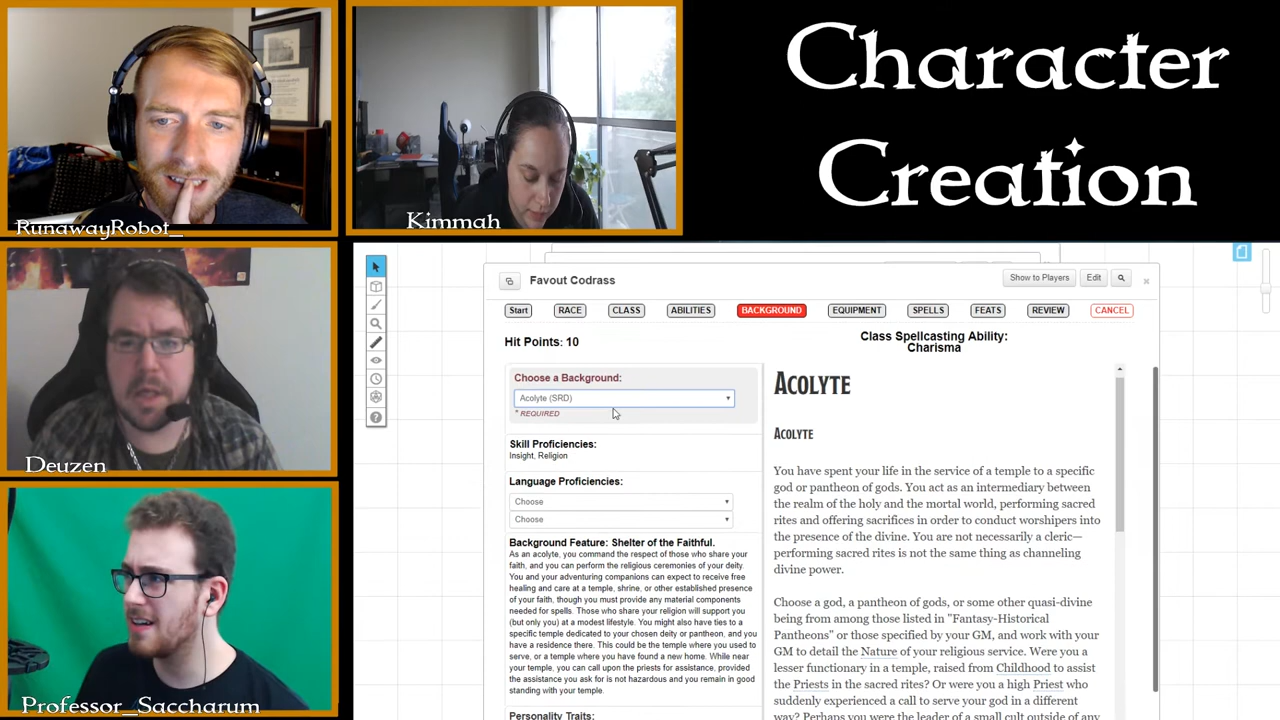 Character
Creation
RunawayRobot_
Kimmah
Deuzen
Professor_Saccharum
Favout Codrass
Show to Players
Edit
Start
RACE
CLASS
ABILITIES
BACKGROUND
EQUIPMENT
SPELLS
FEATS
REVIEW
CANCEL
Hit Points: 10
Class Spellcasting Ability:
Charisma
Choose a Background:
Acolyte (SRD)
* REQUIRED
Skill Proficiencies:
Insight, Religion
Language Proficiencies:
Choose
Choose
Background Feature: Shelter of the Faithful.
As an acolyte, you command the respect of those who share your
faith, and you can perform the religious ceremonies of your deity.
You and your adventuring companions can expect to receive free
healing and care at a temple, shrine, or other established presence
of your faith, though you must provide any material components
needed for spells. Those who share your religion will support you
(but only you) at a modest lifestyle. You might also have ties to a
specific temple dedicated to your chosen deity or pantheon, and you
have a residence there. This could be the temple where you used to
serve, or a temple where you have found a new home. While near
your temple, you can call upon the priests for assistance, provided
the assistance you ask for is not hazardous and you remain in good
standing with your temple.
Personality Traits:
ACOLYTE
ACOLYTE
You have spent your life in the service of a temple to a specific
god or pantheon of gods. You act as an intermediary between
the realm of the holy and the mortal world, performing sacred
rites and offering sacrifices in order to conduct worshipers into
the presence of the divine. You are not necessarily a cleric—
performing sacred rites is not the same thing as channeling
divine power.
Choose a god, a pantheon of gods, or some other quasi-divine
being from among those listed in "Fantasy-Historical
Pantheons" or those specified by your GM, and work with your
GM to detail the Nature of your religious service. Were you a
lesser functionary in a temple, raised from Childhood to assist
the Priests in the sacred rites? Or were you a high Priest who
suddenly experienced a call to serve your god in a different
way? Perhaps you were the leader of a small cult outside of any